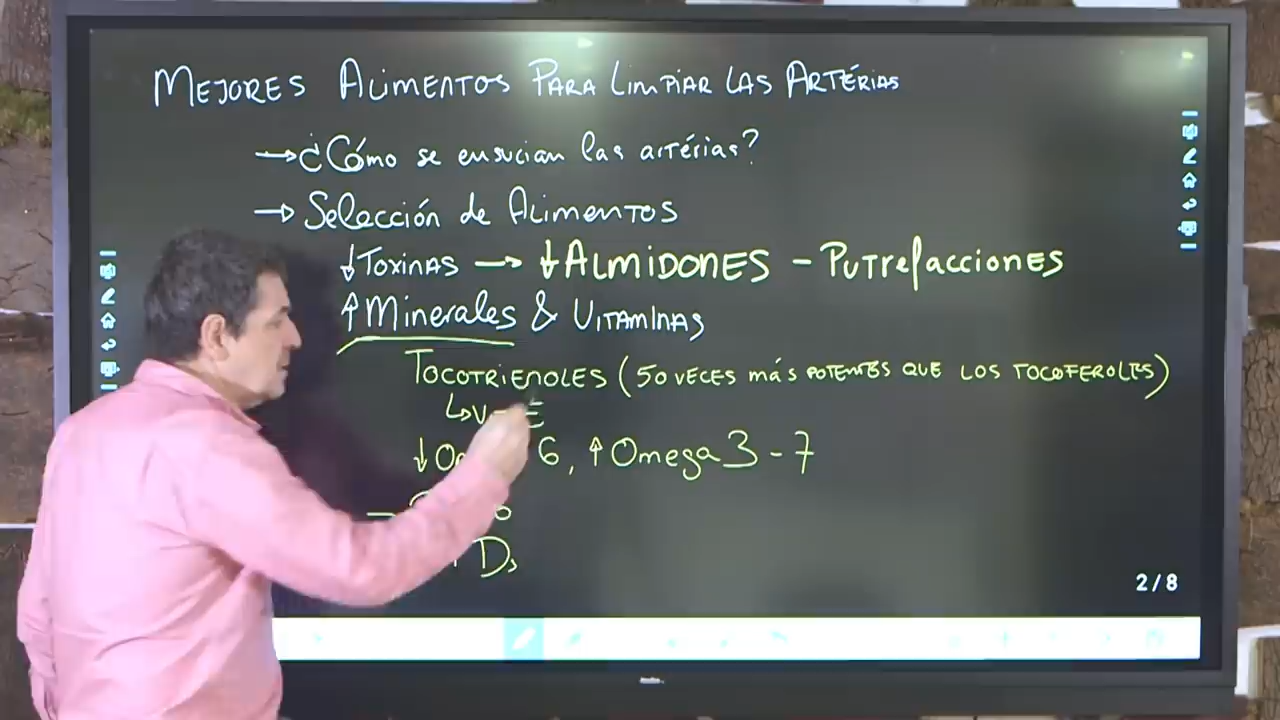 MEJORES ALIMENTOS PARA LIMPIAR LAS ARTÉRIAS
→¿Cómo se ensucian las artérias?
→ Selección de Alimentos
↓Toxinas → ↓ALMIDONES - Putrefacciones
↑Minerales & VITAMINAS
TOCOTRIENOLES (50 VECES más POTENTES QUE LOS TOCOFEROLES)
6, ↑Omega 3-7
2/8